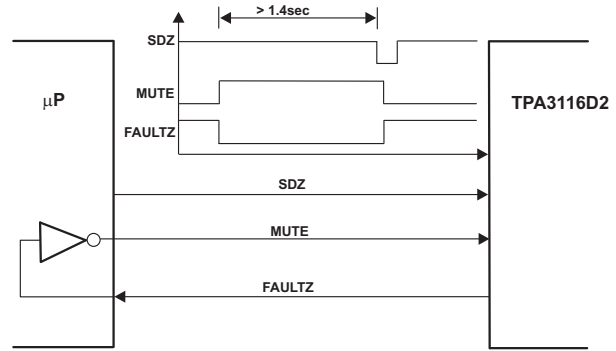 > 1.4sec
SDZ
MUTE
FAULTZ
μP
TPA3116D2
SDZ
MUTE
FAULTZ